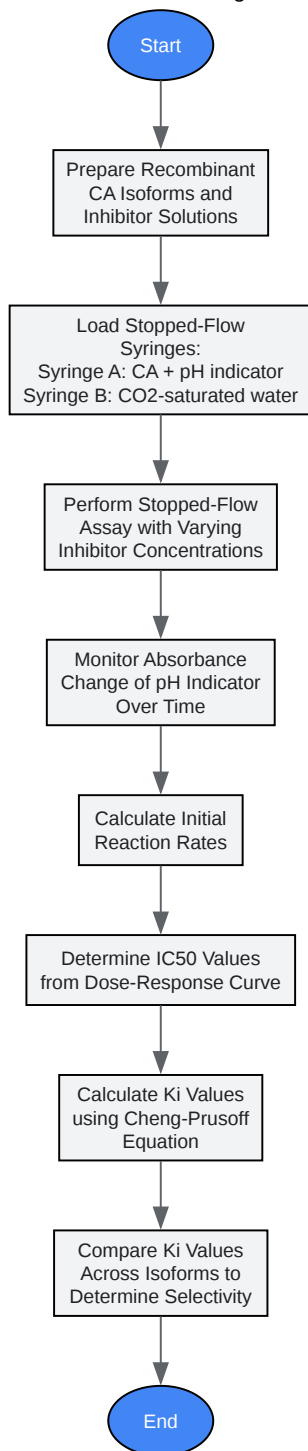 Start
Prepare Recombinant
CA Isoforms and
Inhibitor Solutions
Load Stopped-Flow
Syringes:
Syringe A: CA + pH indicator
Syringe B: CO2-saturated water
Perform Stopped-Flow
Assay with Varying
Inhibitor Concentrations
Monitor Absorbance
Change of pH Indicator
Over Time
Calculate Initial
Reaction Rates
Determine IC50 Values
from Dose-Response Curve
Calculate Ki Values
using Cheng-Prusoff
Equation
Compare Ki Values
Across Isoforms to
Determine Selectivity
End